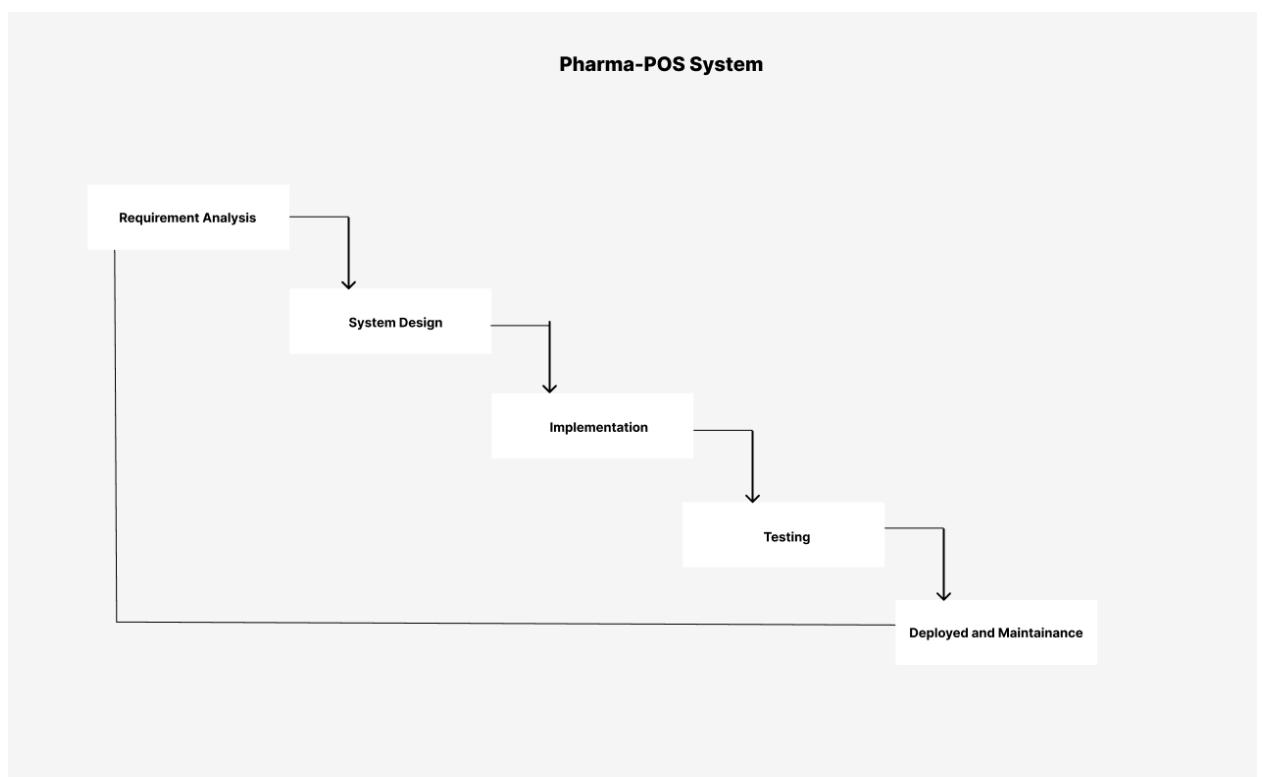 Pharma-POS System
Requirement Analysis
System Design
Implementation
Testing
Deployed and Maintainance